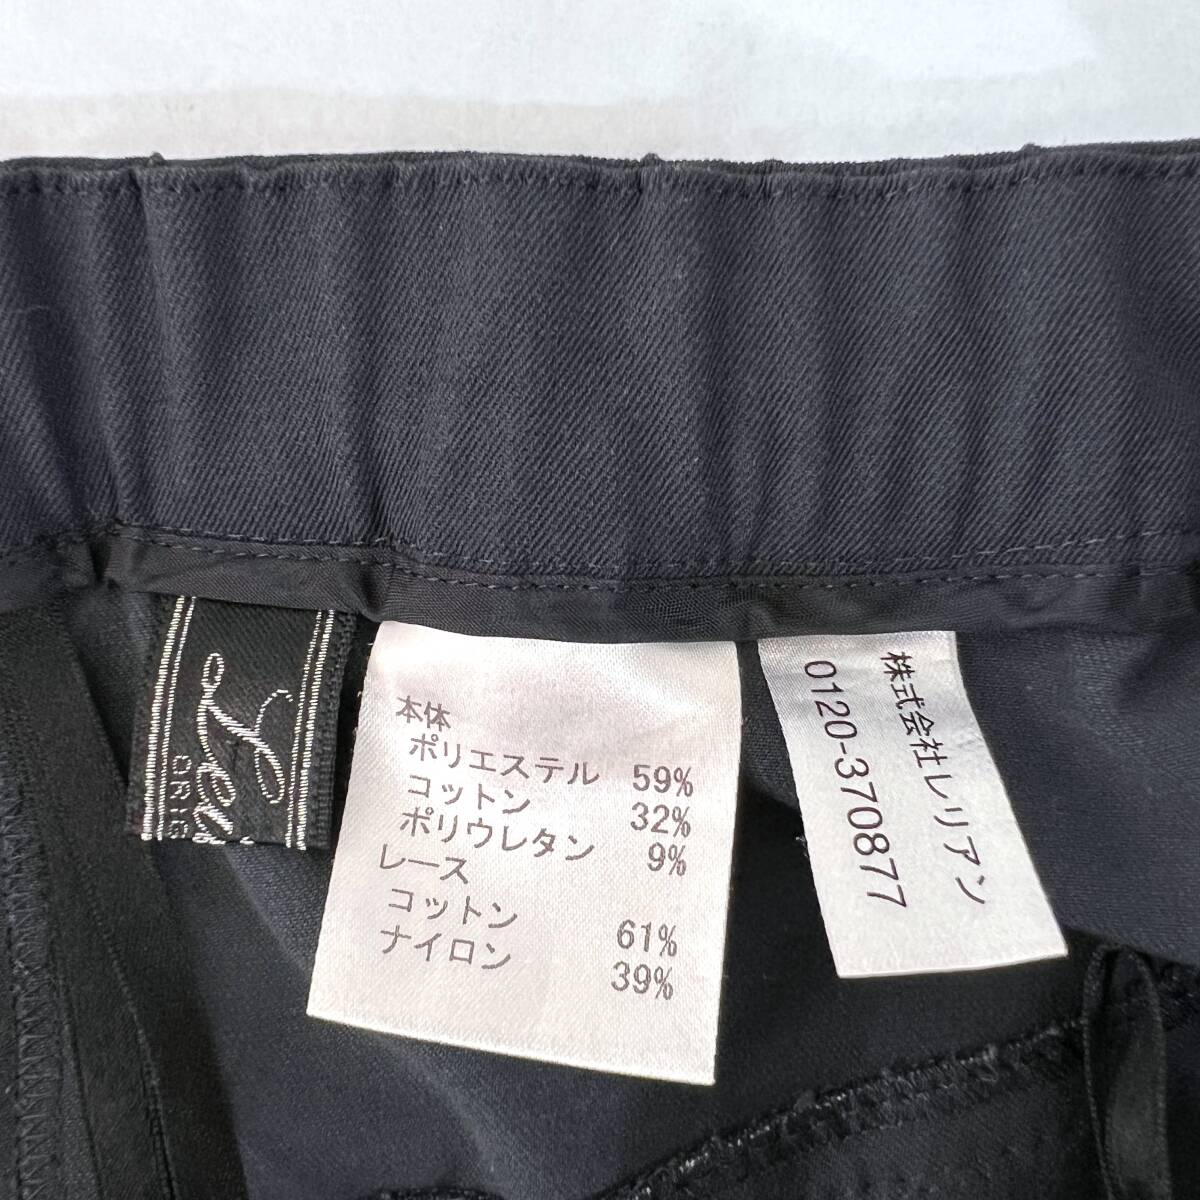 本体
ポリエステル 59%
コットン 32%
ポリウレタン 9%
レース
コットン 61%
ナイロン 39%
株式会社レリアン
0120-370877